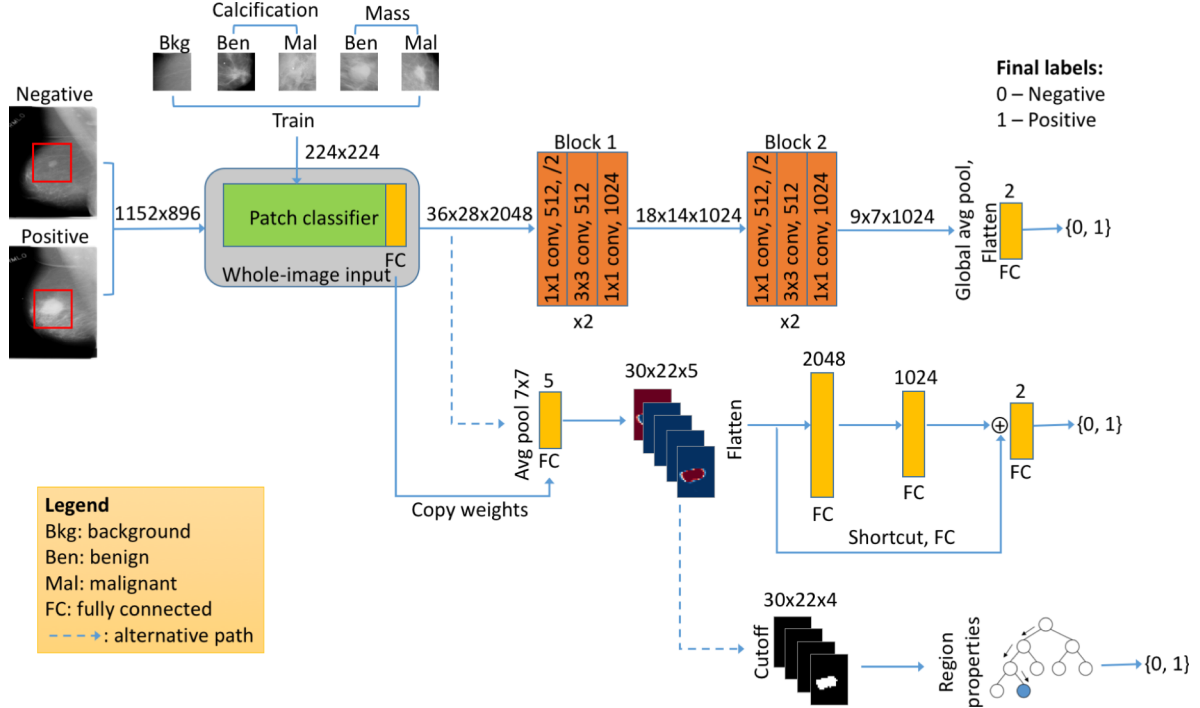 Calcification
Mass
Bkg
Ben
Mal
Ben
Mal
Train
224x224
Negative
Positive
1152x896
Patch classifier
FC
Whole-image input
36x28x2048
Block 1
1x1 conv, 512, /2
3x3 conv, 512
1x1 conv, 1024
x2
18x14x1024
Block 2
1x1 conv, 512, /2
3x3 conv, 512
1x1 conv, 1024
x2
9x7x1024
Global avg pool,
Flatten
2
FC
{0, 1}
Final labels:
0 – Negative
1 – Positive
Avg pool 7x7
5
FC
Copy weights
30x22x5
Flatten
2048
FC
1024
FC
2
FC
{0, 1}
Shortcut, FC
30x22x4
Cutoff
Region
properties
{0, 1}
Legend
Bkg: background
Ben: benign
Mal: malignant
FC: fully connected
: alternative path